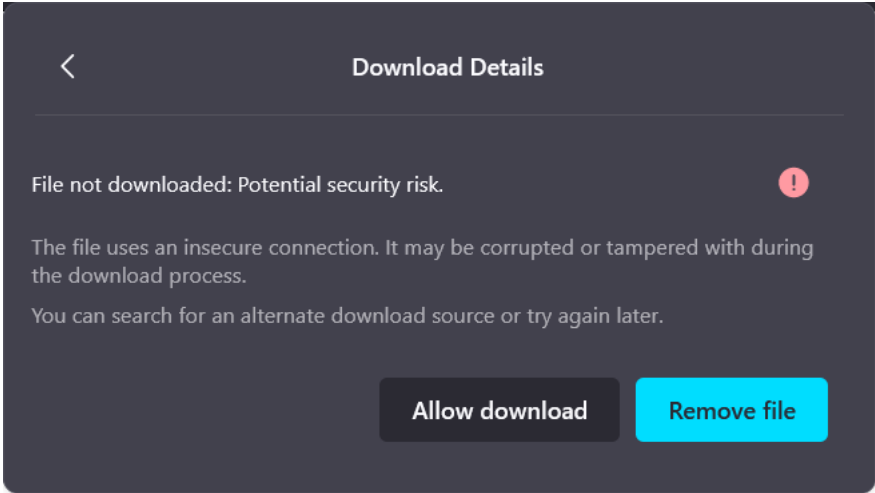 Download Details
File not downloaded: Potential security risk.
The file uses an insecure connection. It may be corrupted or tampered with during
the download process.
You can search for an alternate download source or try again later.
Allow download
Remove file